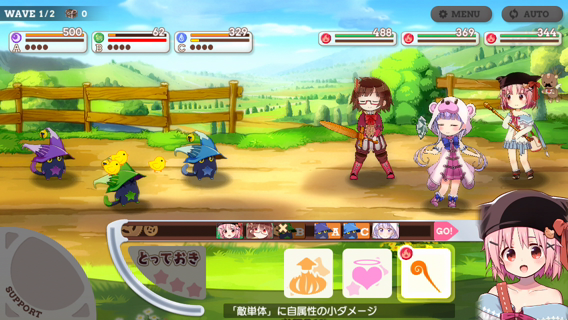 WAVE 1/2 0 MENU AUTO
500 62 329 488 369 344
A B C
B A C GO!
とっておき
SUPPORT
「敵単体」に自属性の小ダメージ